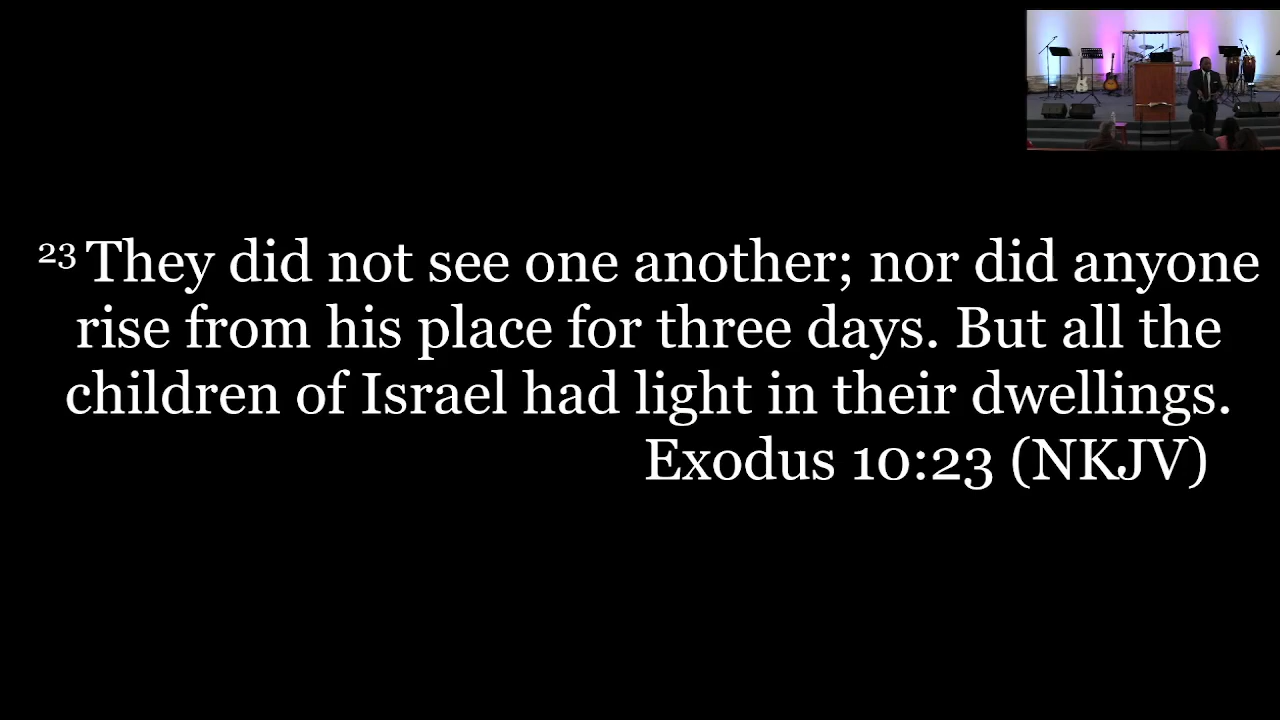 23 They did not see one another; nor did anyone
rise from his place for three days. But all the
children of Israel had light in their dwellings.
Exodus 10:23 (NKJV)